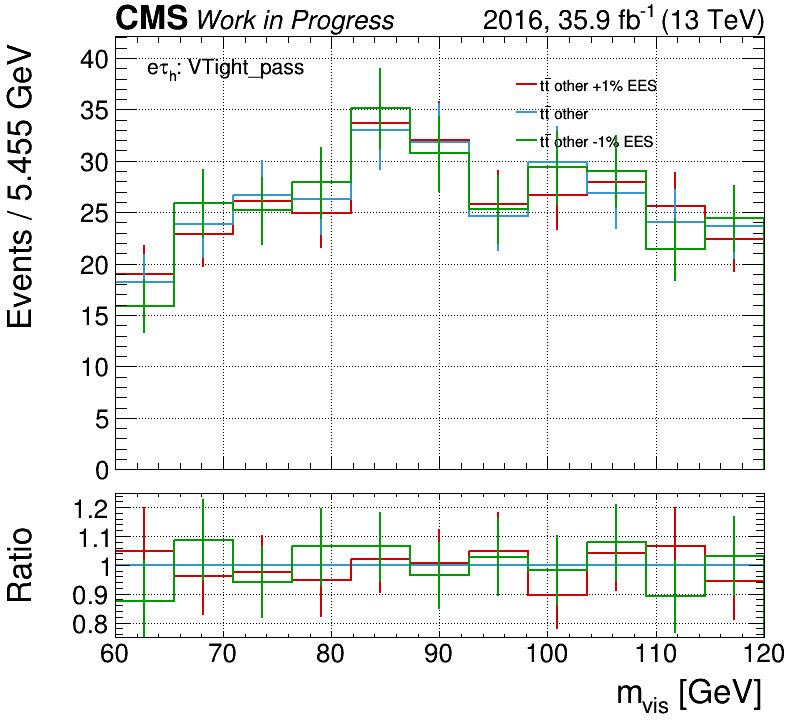 CMS Work in Progress 2016, 35.9 fb⁻¹ (13 TeV)
eτₕ: VTight_pass
tt̄ other +1% EES
tt̄ other
tt̄ other -1% EES
Events / 5.455 GeV
40
35
30
25
20
15
10
5
0
Ratio
1.2
1.1
1
0.9
0.8
60 70 80 90 100 110 120
m_vis [GeV]